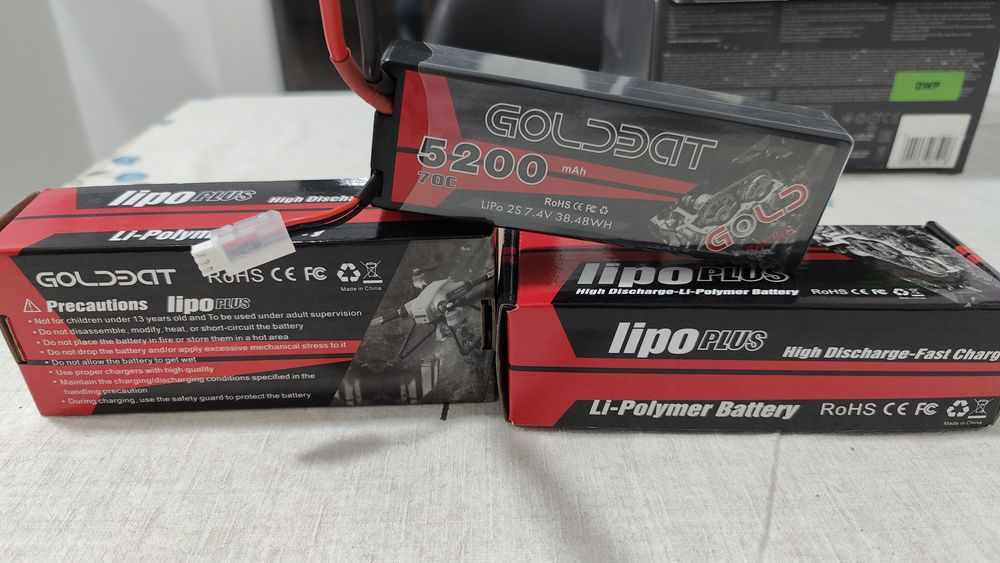 GOLDBAT
5200 mAh
70C
RoHS CE FC
LiPo 2S 7.4V 38.48WH
GOLD
DWP
lipo PLUS High Disch
Li-Polymer
GOLDBAT RoHS CE FC
Made in China
Precautions lipo PLUS
• Not for children under 13 years old and To be used under adult supervision
• Do not disassemble, modify, heat, or short-circuit the battery
• Do not place the battery in fire or store them in a hot area
• Do not drop the battery and/or apply excessive mechanical stress to it
• Do not allow the battery to get wet
• Use proper chargers with high quality
• Maintain the charging/discharging conditions specified in the
handling precaution
• During charging, use the safety guard to protect the battery
lipo PLUS
High Discharge-Li-Polymer Battery RoHS CE FC
Made in China
lipo PLUS High Discharge-Fast Charg
Li-Polymer Battery RoHS CE FC
Made in China